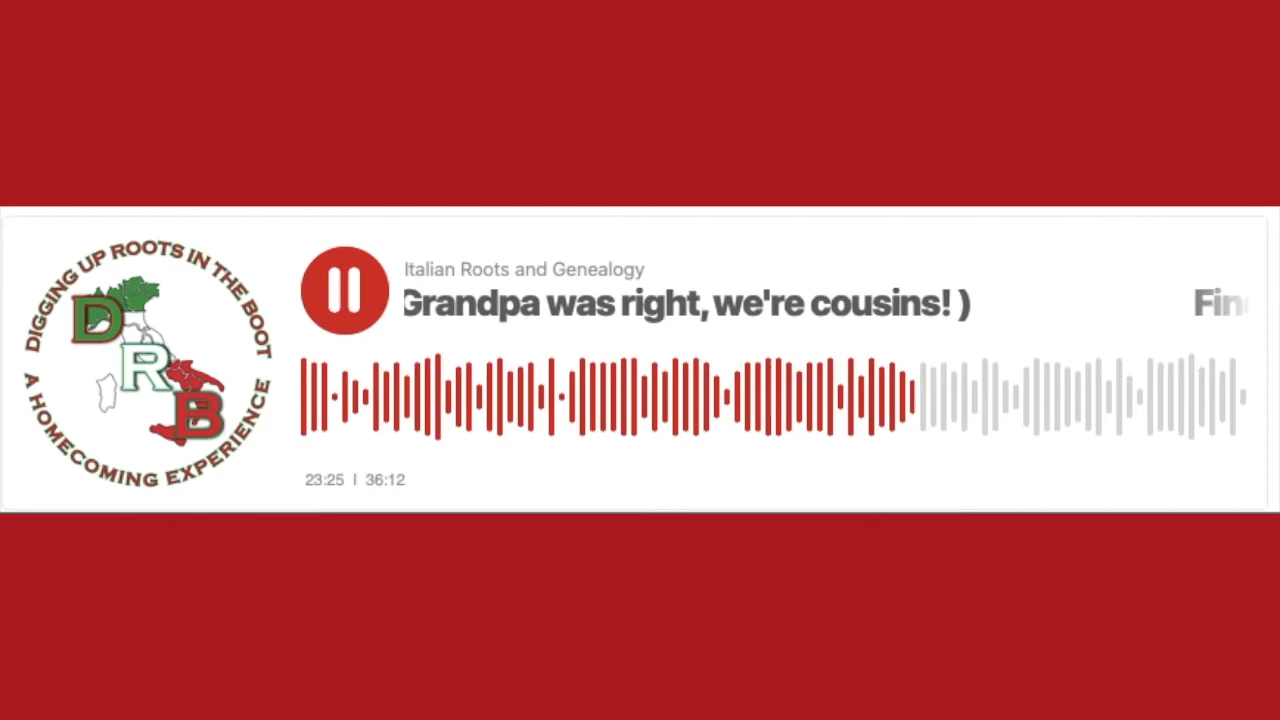 DIGGING UP ROOTS IN THE BOOT
DRB
A HOMECOMING EXPERIENCE
Italian Roots and Genealogy
Grandpa was right, we're cousins! )
23:25 | 36:12